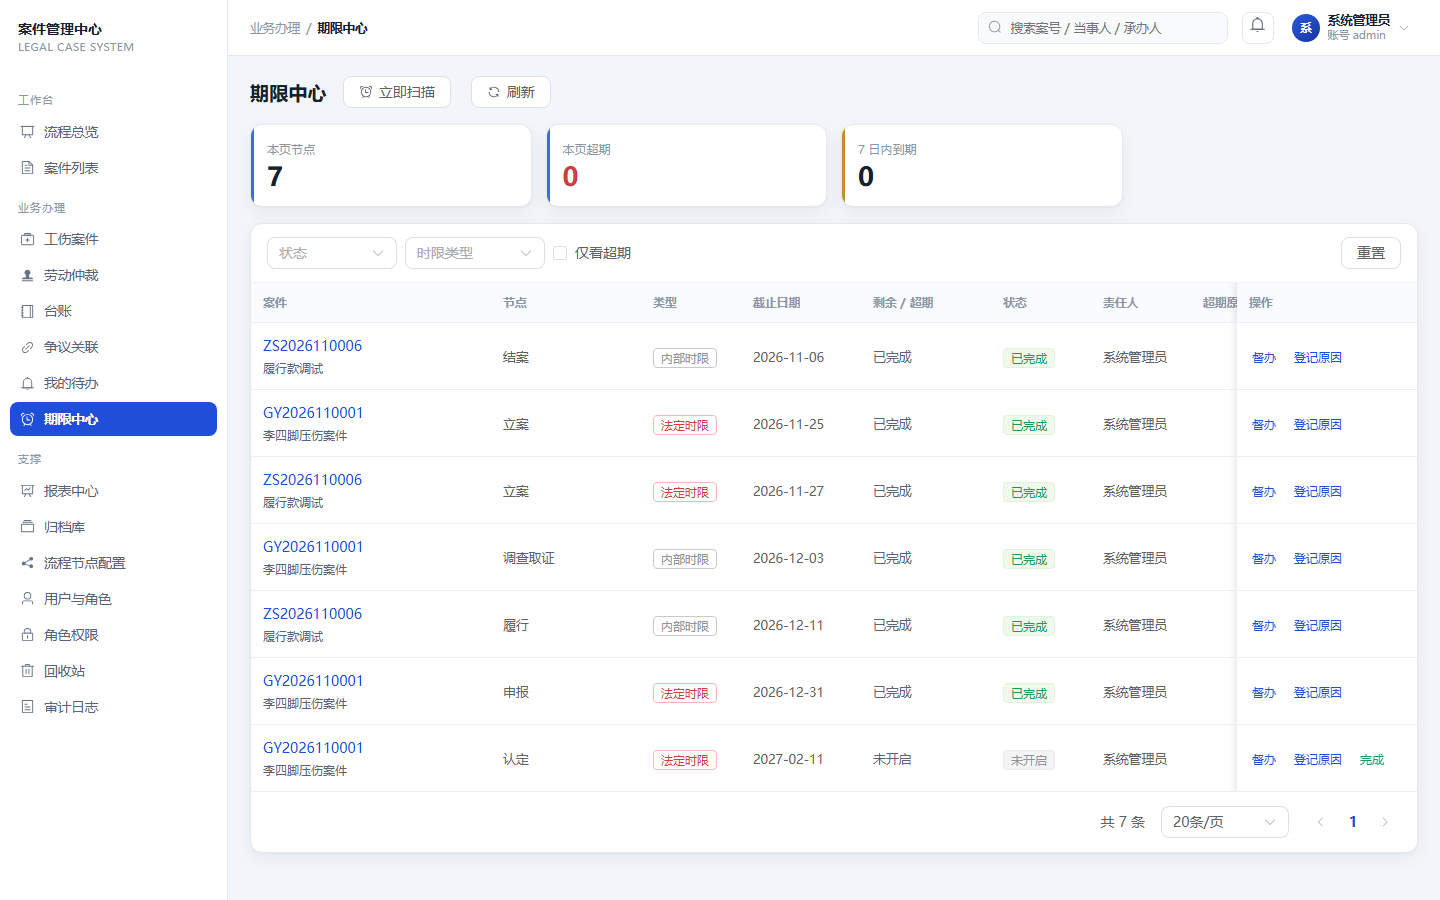 案件管理中心
LEGAL CASE SYSTEM
工作台
流程总览
案件列表
业务办理
工伤案件
劳动仲裁
台账
争议关联
我的待办
期限中心
支撑
报表中心
归档库
流程节点配置
用户与角色
角色权限
回收站
审计日志
业务办理 / 期限中心
搜索案号 / 当事人 / 承办人
系
系统管理员
账号 admin
期限中心 立即扫描 刷新
本页节点
7
本页超期
0
7 日内到期
0
状态 时限类型 仅看超期 重置
案件 节点 类型 截止日期 剩余 / 超期 状态 责任人 超期原 操作
ZS2026110006
履行款调试
结案 内部时限 2026-11-06 已完成 已完成 系统管理员 督办 登记原因
GY2026110001
李四脚压伤案件
立案 法定时限 2026-11-25 已完成 已完成 系统管理员 督办 登记原因
ZS2026110006
履行款调试
立案 法定时限 2026-11-27 已完成 已完成 系统管理员 督办 登记原因
GY2026110001
李四脚压伤案件
调查取证 内部时限 2026-12-03 已完成 已完成 系统管理员 督办 登记原因
ZS2026110006
履行款调试
履行 内部时限 2026-12-11 已完成 已完成 系统管理员 督办 登记原因
GY2026110001
李四脚压伤案件
申报 法定时限 2026-12-31 已完成 已完成 系统管理员 督办 登记原因
GY2026110001
李四脚压伤案件
认定 法定时限 2027-02-11 未开启 未开启 系统管理员 督办 登记原因 完成
共 7 条 20条/页 1